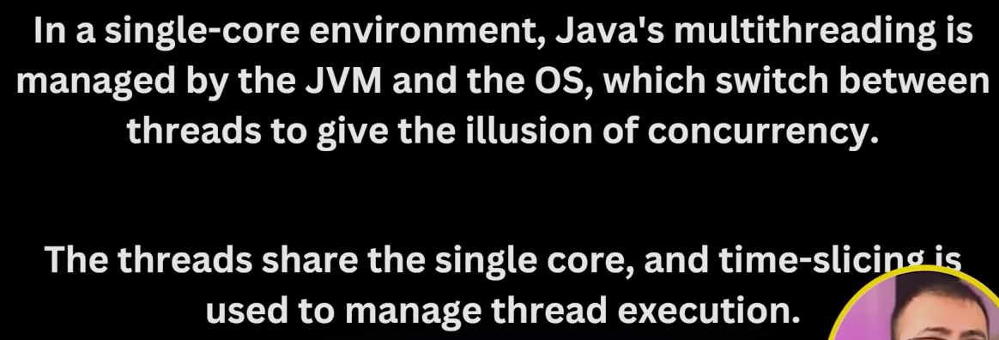 In a single-core environment, Java's multithreading is
managed by the JVM and the OS, which switch between
threads to give the illusion of concurrency.
The threads share the single core, and time-slicing is
used to manage thread execution.